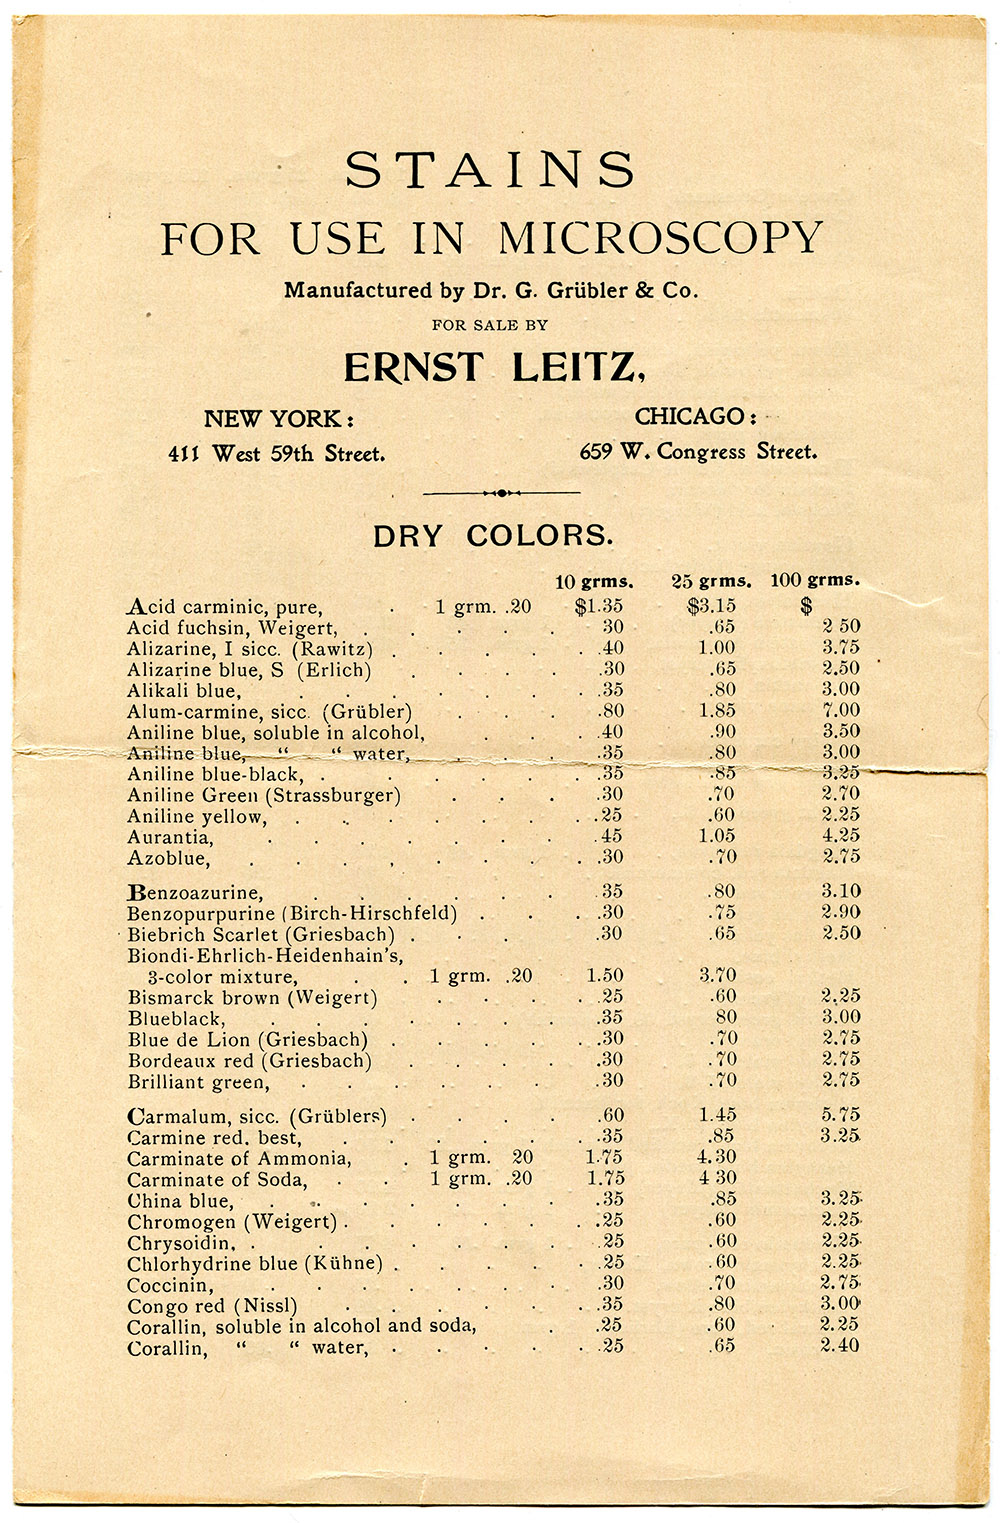 STAINS
FOR USE IN MICROSCOPY
Manufactured by Dr. G. Grübler & Co.
FOR SALE BY
ERNST LEITZ,
NEW YORK: CHICAGO:
411 West 59th Street. 659 W. Congress Street.
DRY COLORS.
10 grms. 25 grms. 100 grms.
Acid carminic, pure, . 1 grm. .20 $1.35 $3.15 $
Acid fuchsin, Weigert, . . . . . 30 .65 2 50
Alizarine, I sicc. (Rawitz) . . . . . .40 1.00 3.75
Alizarine blue, S (Erlich) . . . . .30 .65 2.50
Alikali blue, . . . . . . . .35 .80 3.00
Alum-carmine, sicc. (Grübler) . . . .80 1.85 7.00
Aniline blue, soluble in alcohol, . . . .40 .90 3.50
Aniline blue, “ “ water, . . . .35 .80 3.00
Aniline blue-black, . . . . . . . .35 .85 3.25
Aniline Green (Strassburger) . . . .30 .70 2.70
Aniline yellow, . . . . . . . .25 .60 2.25
Aurantia, . . . . . . . . 45 1.05 4.25
Azoblue, . . . . . . . . .30 .70 2.75
Benzoazurine, . . . . . . . 35 .80 3.10
Benzopurpurine (Birch-Hirschfeld) . . . .30 .75 2.90
Biebrich Scarlet (Griesbach) . . . .30 .65 2.50
Biondi-Ehrlich-Heidenhain's,
3-color mixture, . . 1 grm. .20 1.50 3.70
Bismarck brown (Weigert) . . . . .25 .60 2.25
Blueblack, . . . . . . . .35 80 3.00
Blue de Lion (Griesbach) . . . . . .30 .70 2.75
Bordeaux red (Griesbach) . . . . .30 .70 2.75
Brilliant green, . . . . . . .30 .70 2.75
Carmalum, sicc. (Grüblers) . . . . .60 1.45 5.75
Carmine red. best, . . . . . . .35 .85 3.25
Carminate of Ammonia, . 1 grm. 20 1.75 4.30
Carminate of Soda, . . 1 grm. .20 1.75 4 30
China blue, . . . . . . . .35 .85 3.25
Chromogen (Weigert) . . . . . . .25 .60 2.25
Chrysoidin. . . . . . . . .25 .60 2.25
Chlorhydrine blue (Kühne) . . . . . .25 .60 2.25
Coccinin, . . . . . . . .30 .70 2.75
Congo red (Nissl) . . . . . . .35 .80 3.00
Corallin, soluble in alcohol and soda, . .25 .60 2.25
Corallin, “ “ water, . . . . . .25 .65 2.40